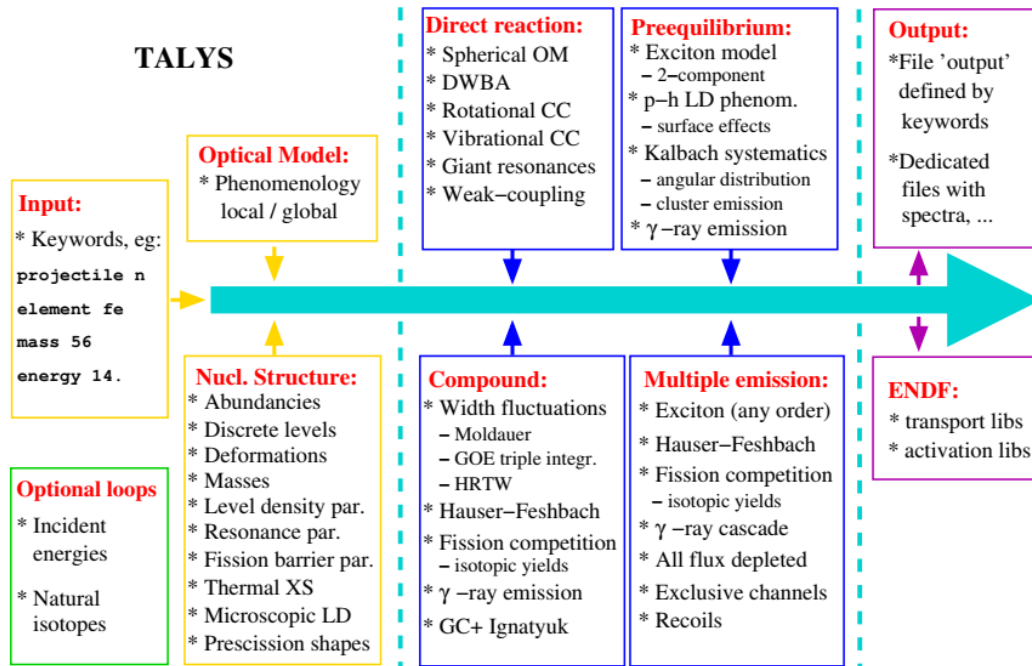 TALYS
Input:
* Keywords, eg:
projectile n
element fe
mass 56
energy 14.
Optional loops
* Incident
energies
* Natural
isotopes
Optical Model:
* Phenomenology
local / global
Nucl. Structure:
* Abundancies
* Discrete levels
* Deformations
* Masses
* Level density par.
* Resonance par.
* Fission barrier par.
* Thermal XS
* Microscopic LD
* Prescission shapes
Direct reaction:
* Spherical OM
* DWBA
* Rotational CC
* Vibrational CC
* Giant resonances
* Weak−coupling
Preequilibrium:
* Exciton model
− 2−component
* p−h LD phenom.
− surface effects
* Kalbach systematics
− angular distribution
− cluster emission
* γ−ray emission
Compound:
* Width fluctuations
− Moldauer
− GOE triple integr.
− HRTW
* Hauser−Feshbach
* Fission competition
− isotopic yields
* γ −ray emission
* GC+ Ignatyuk
Multiple emission:
* Exciton (any order)
* Hauser−Feshbach
* Fission competition
− isotopic yields
* γ −ray cascade
* All flux depleted
* Exclusive channels
* Recoils
Output:
*File ’output’
defined by
keywords
*Dedicated
files with
spectra, ...
ENDF:
* transport libs
* activation libs